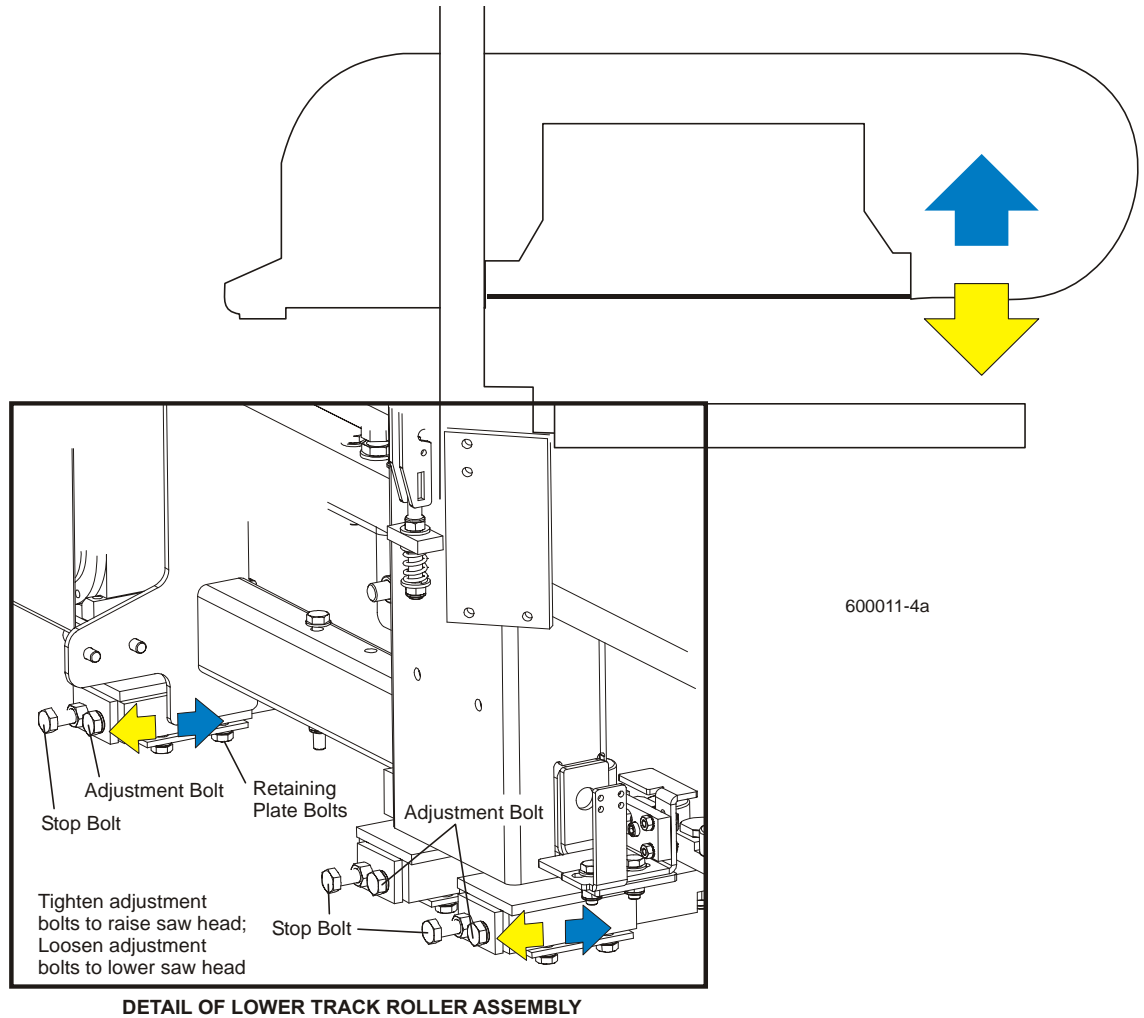 600011-4a
Adjustment Bolt
Retaining
Plate Bolts
Stop Bolt
Adjustment Bolt
Tighten adjustment
bolts to raise saw head;
Loosen adjustment
bolts to lower saw head
Stop Bolt
DETAIL OF LOWER TRACK ROLLER ASSEMBLY